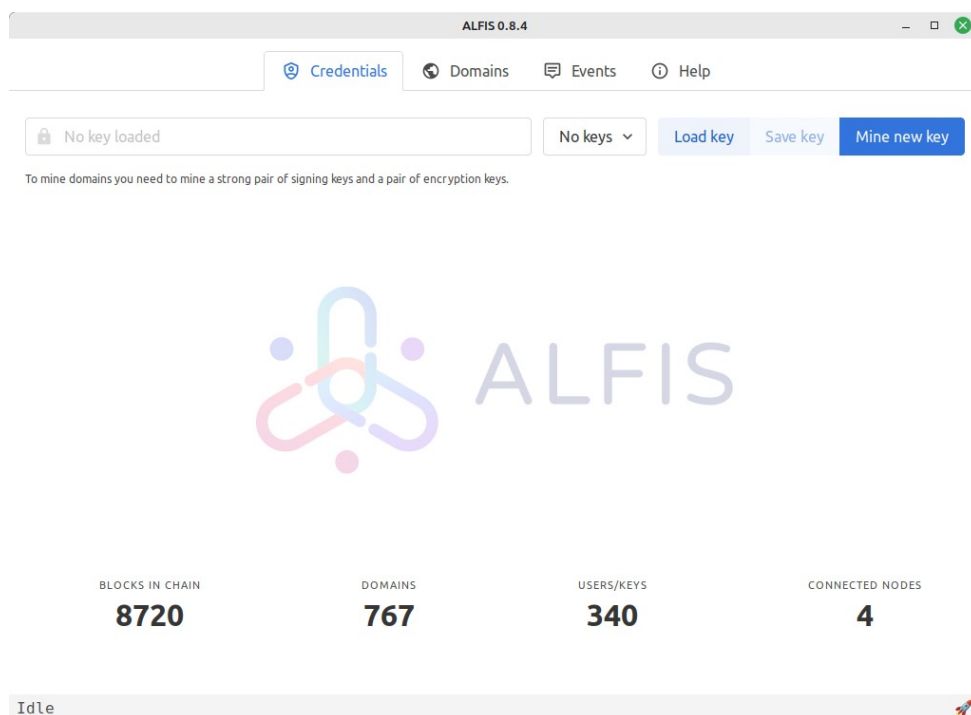 ALFIS 0.8.4
Credentials Domains Events Help
No key loaded No keys Load key Save key Mine new key
To mine domains you need to mine a strong pair of signing keys and a pair of encryption keys.
ALFIS
BLOCKS IN CHAIN DOMAINS USERS/KEYS CONNECTED NODES
8720 767 340 4
Idle